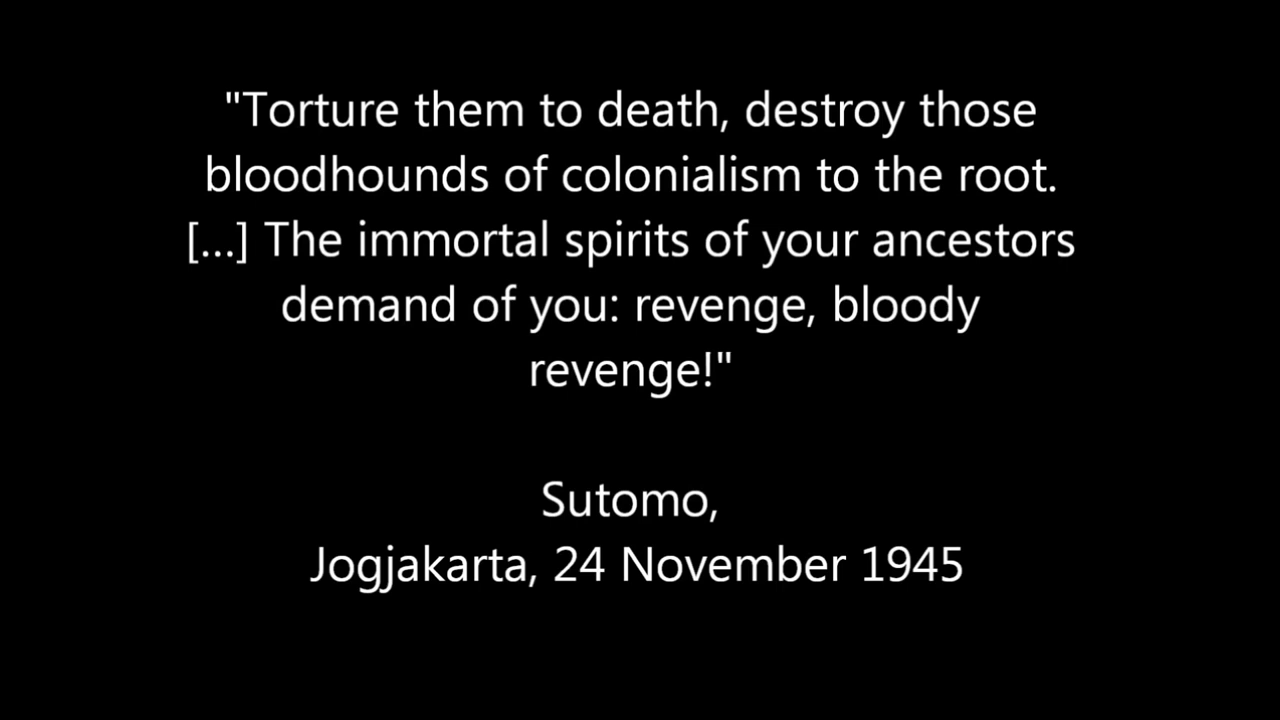 "Torture them to death, destroy those
bloodhounds of colonialism to the root.
[...] The immortal spirits of your ancestors
demand of you: revenge, bloody
revenge!"
Sutomo,
Jogjakarta, 24 November 1945